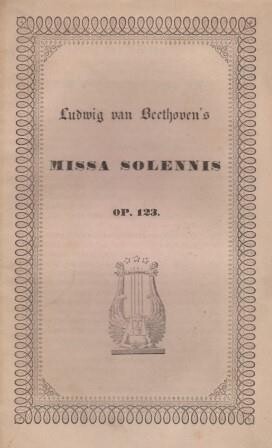 Ludwig van Beethoven's
MISSA SOLENNIS
OP. 123.